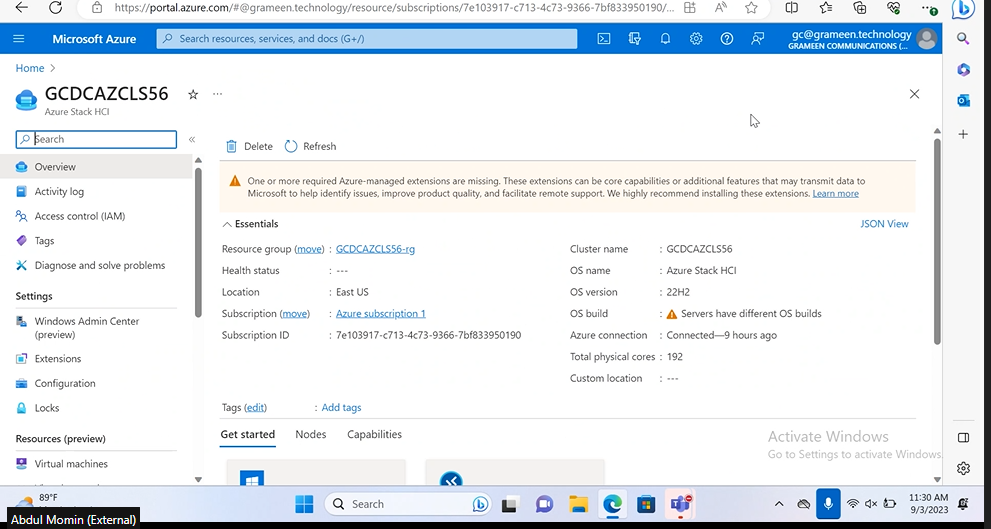 https://portal.azure.com/#@grameen.technology/resource/subscriptions/7e103917-c713-4c73-9366-7bf833950190/...
Microsoft Azure
Search resources, services, and docs (G+/)
gc@grameen.technology
GRAMEEN COMMUNICATIONS (...
Home >
GCDCAZCLS56
Azure Stack HCI
Search
Delete
Refresh
Overview
Activity log
Access control (IAM)
Tags
Diagnose and solve problems
Settings
Windows Admin Center
(preview)
Extensions
Configuration
Locks
Resources (preview)
Virtual machines
One or more required Azure-managed extensions are missing. These extensions can be core capabilities or additional features that may transmit data to
Microsoft to help identify issues, improve product quality, and facilitate remote support. We highly recommend installing these extensions. Learn more
Essentials
JSON View
Resource group (move) : GCDCAZCLS56-rg
Health status : ---
Location : East US
Subscription (move) : Azure subscription 1
Subscription ID : 7e103917-c713-4c73-9366-7bf833950190
Cluster name : GCDCAZCLS56
OS name : Azure Stack HCI
OS version : 22H2
OS build : Servers have different OS builds
Azure connection : Connected—9 hours ago
Total physical cores : 192
Custom location : ---
Tags (edit) : Add tags
Get started Nodes Capabilities
Activate Windows
Go to Settings to activate Windows.
89°F
Search
11:30 AM
9/3/2023
Abdul Momin (External)